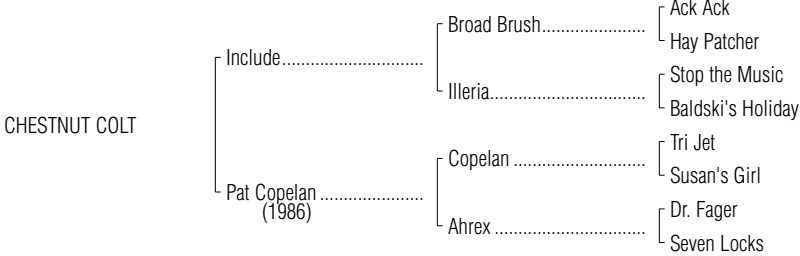 Ack Ack
Broad Brush......................
Hay Patcher
Include..............................
Stop the Music
Illeria.................................
Baldski's Holiday
CHESTNUT COLT
Tri Jet
Copelan ............................
Susan's Girl
Pat Copelan ......................
(1986)
Dr. Fager
Ahrex ................................
Seven Locks